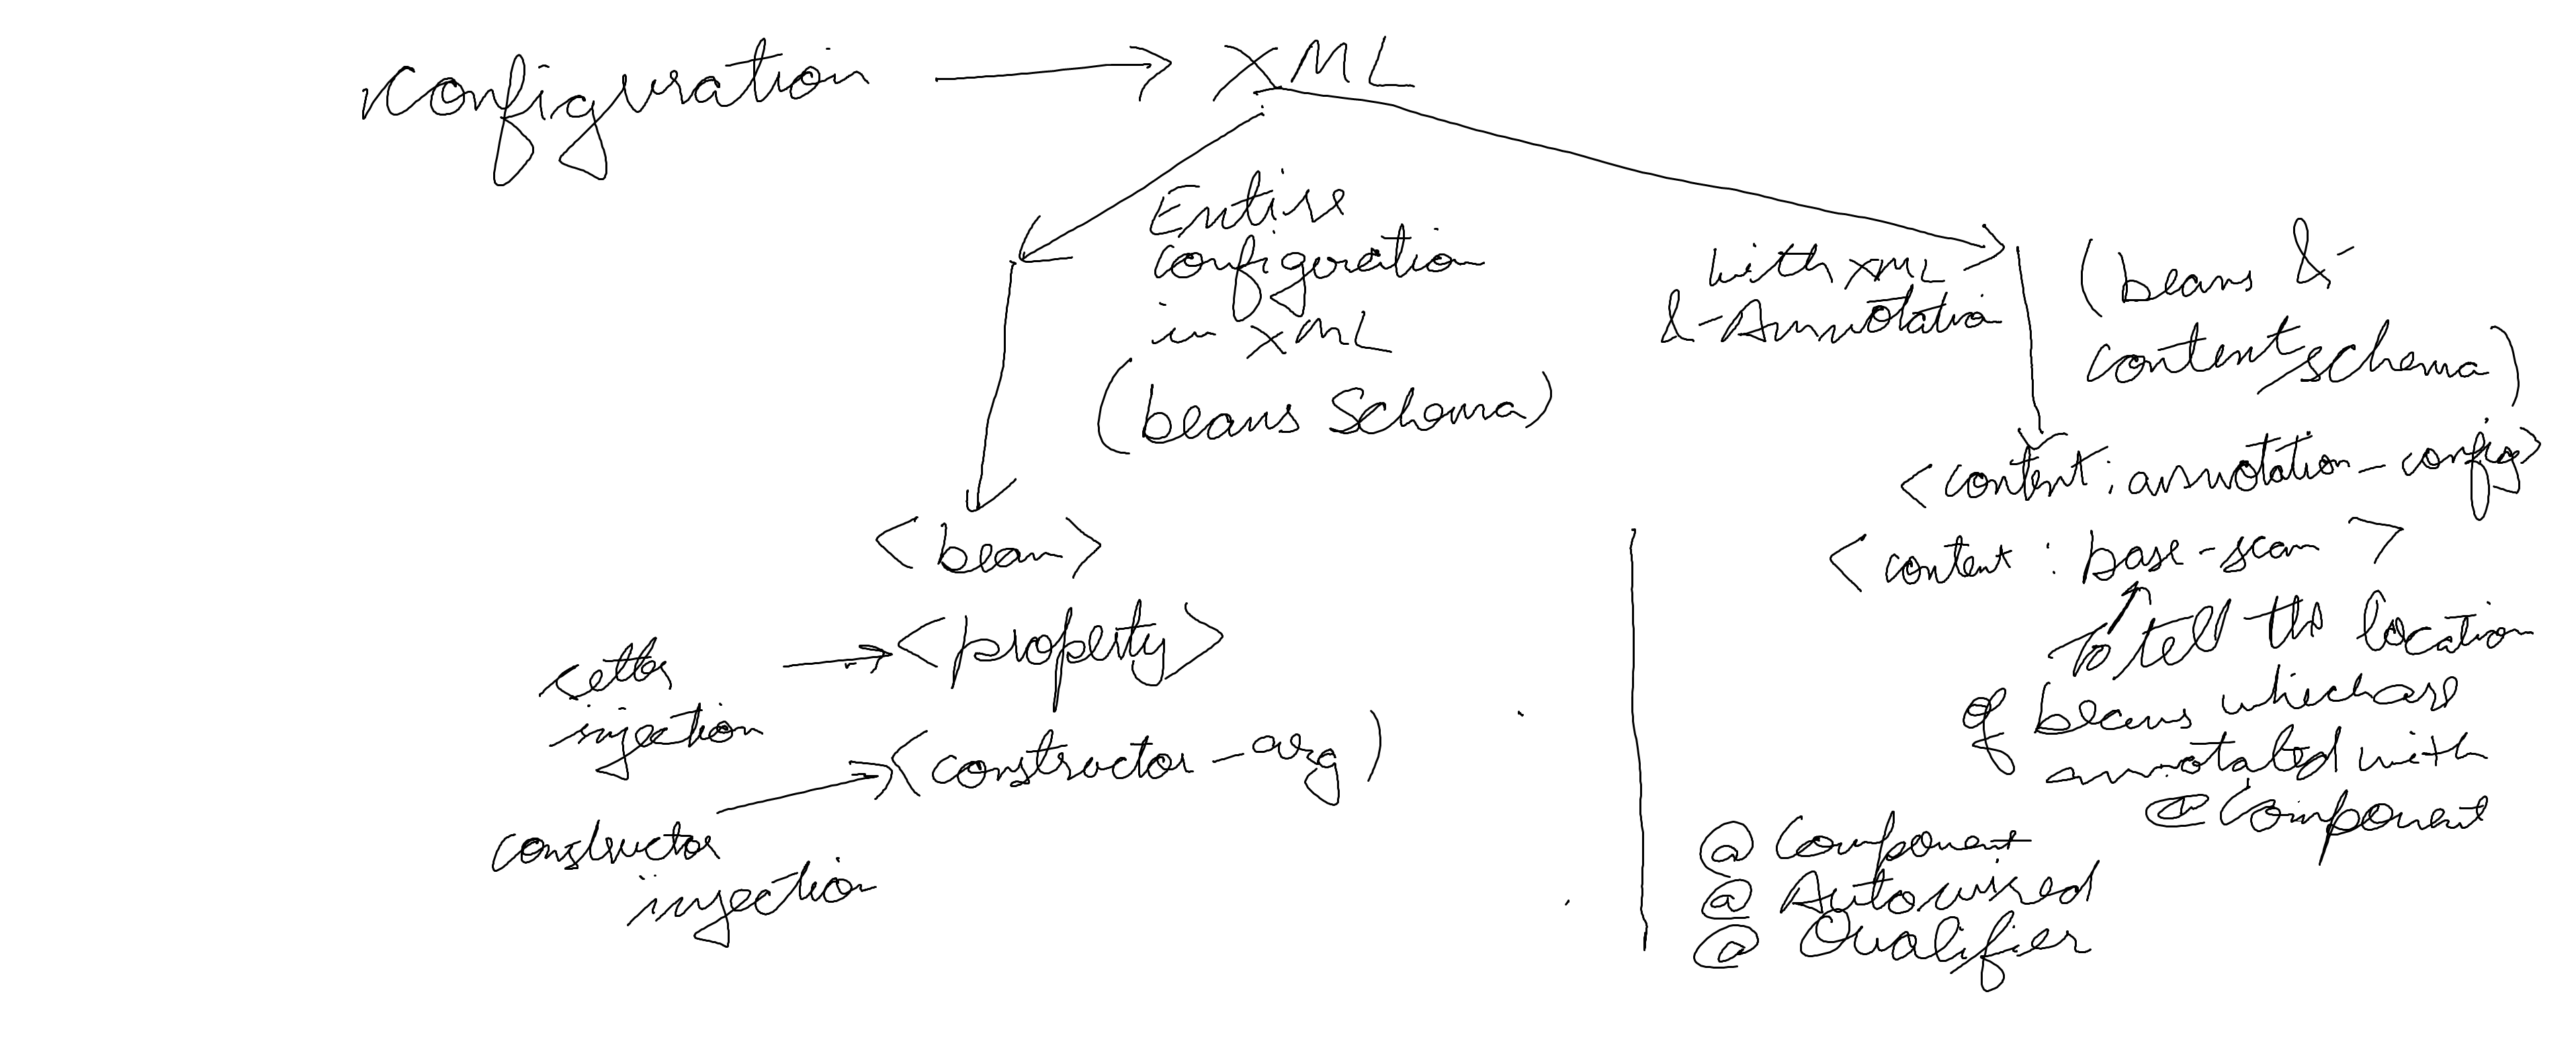 Configuration → XML
Entire
configuration
in XML
(beans Schema)
<bean>
setter
injection → <property>
constructor
injection → <constructor-arg)
with XML
& Annotation
(beans &
content schema)
<content: annotation-config>
<content : base-scan >
To tell the location
of beans which are
annotated with
@Component
@ Component
@ Autowired
@ Qualifier